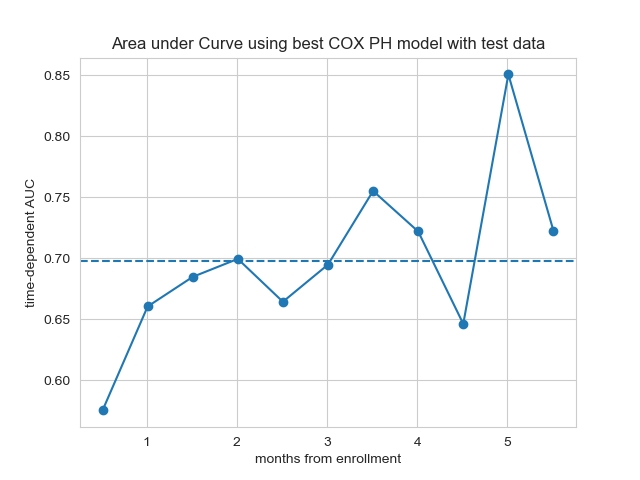 Area under Curve using best COX PH model with test data
0.85
0.80
0.75
0.70
0.65
0.60
time-dependent AUC
1 2 3 4 5
months from enrollment